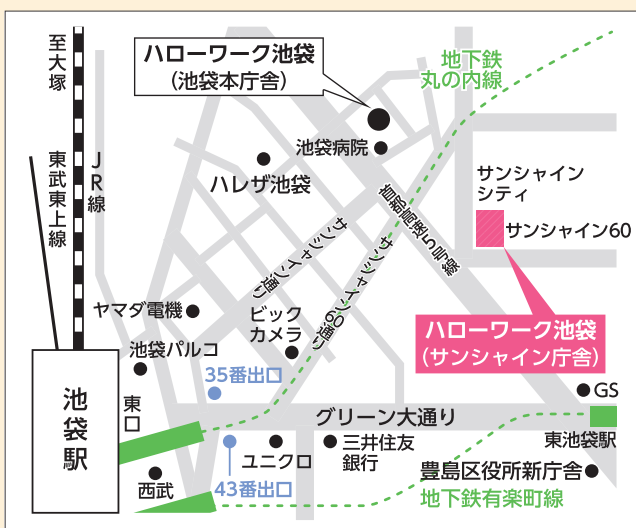 至大塚
ハローワーク池袋
(池袋本庁舎)
地下鉄
丸の内線
東武東上線
JR線
池袋病院
ハレザ池袋
サンシャイン
シティ
サンシャイン60
首都高速5号線
サンシャイン通り
サンシャイン60通り
ヤマダ電機
ビック
カメラ
ハローワーク池袋
(サンシャイン庁舎)
池袋パルコ
35番出口
GS
池袋駅
東口
グリーン大通り
東池袋駅
ユニクロ
三井住友
銀行
西武
43番出口
豊島区役所新庁舎
地下鉄有楽町線